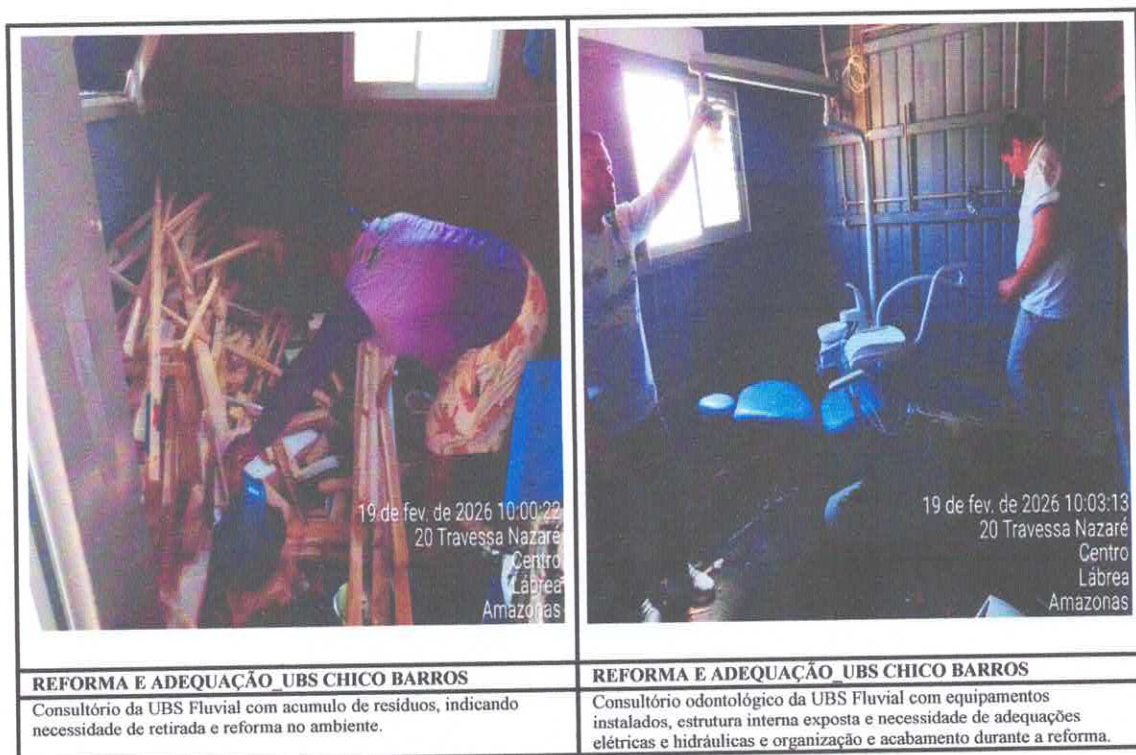 19 de fev. de 2026 10:00:22
20 Travessa Nazaré
Centro
Lábrea
Amazonas
19 de fev. de 2026 10:03:13
20 Travessa Nazaré
Centro
Lábrea
Amazonas
REFORMA E ADEQUAÇÃO_UBS CHICO BARROS
Consultório da UBS Fluvial com acumulo de resíduos, indicando
necessidade de retirada e reforma no ambiente.
REFORMA E ADEQUAÇÃO_UBS CHICO BARROS
Consultório odontológico da UBS Fluvial com equipamentos
instalados, estrutura interna exposta e necessidade de adequações
elétricas e hidráulicas e organização e acabamento durante a reforma.